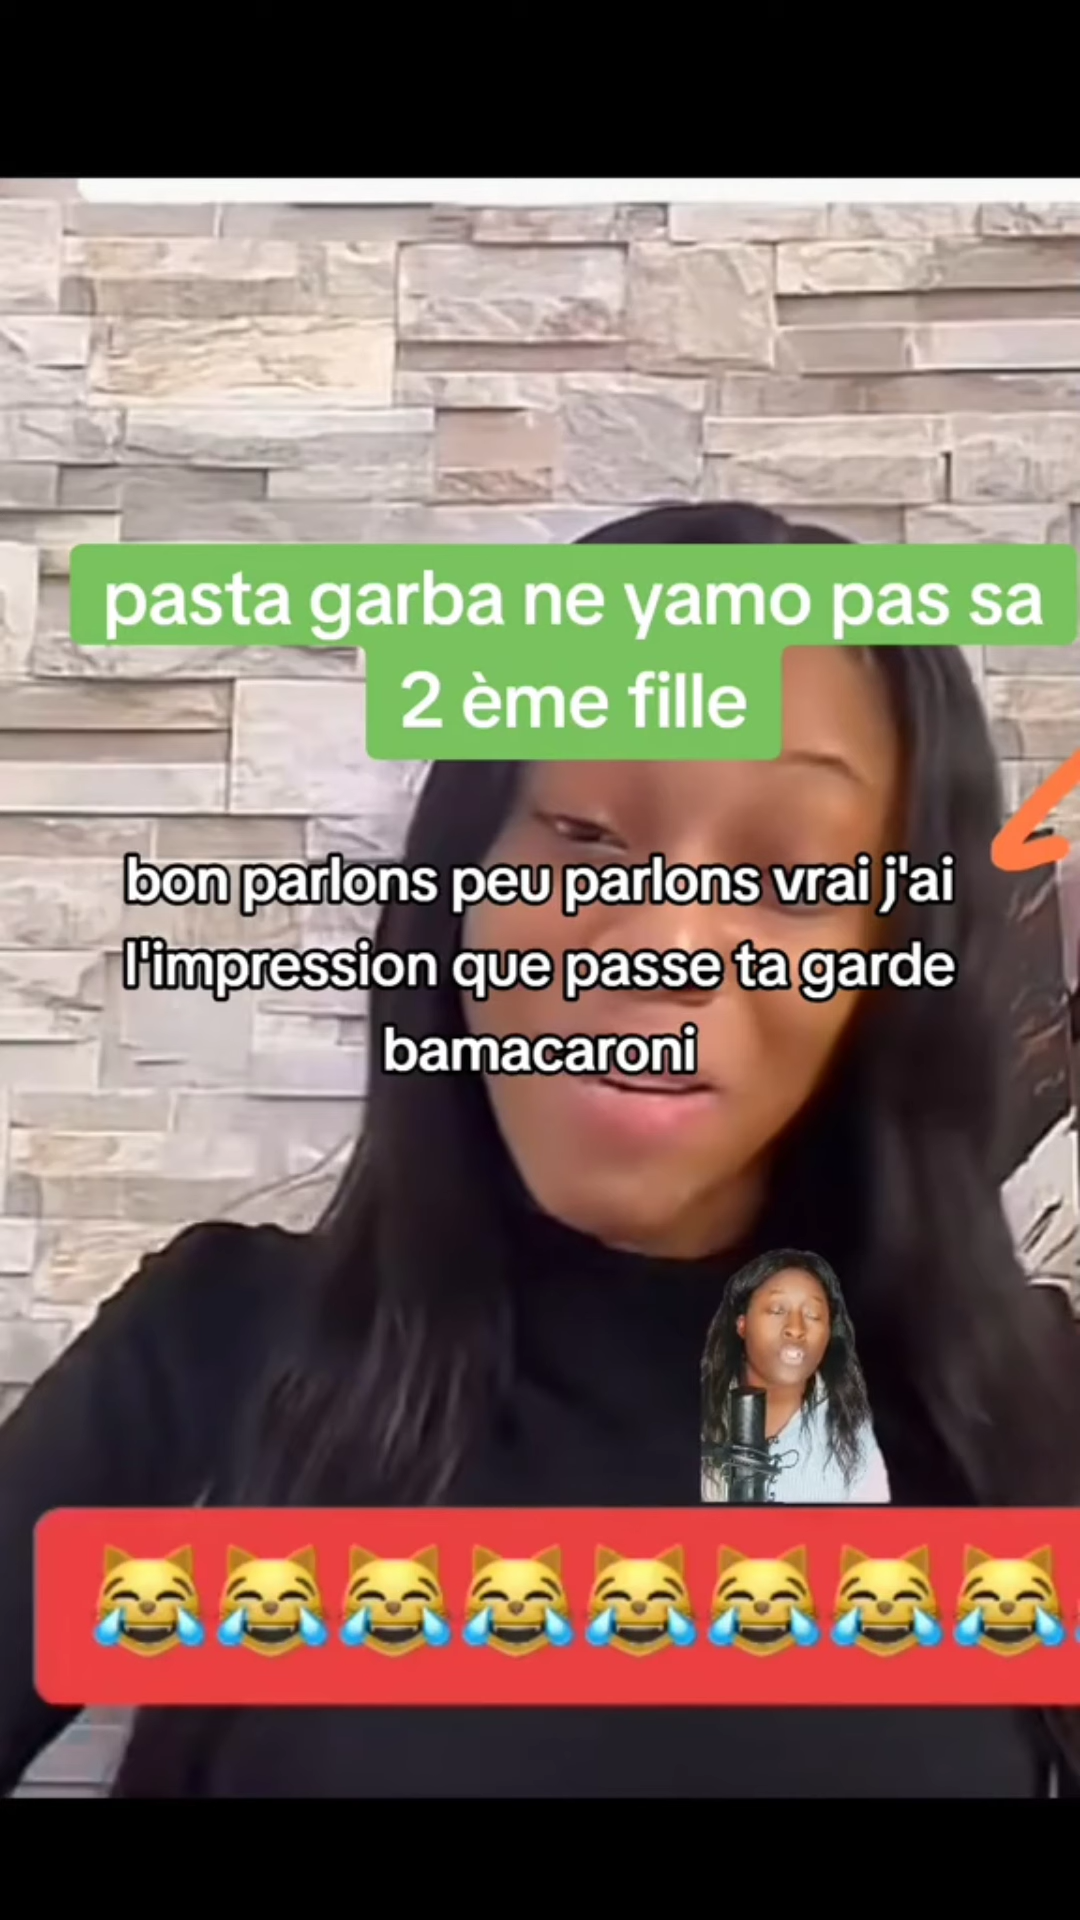 pasta garba ne yamo pas sa
2 ème fille
bon parlons peu parlons vrai j'ai
l'impression que passe ta garde
bamacaroni